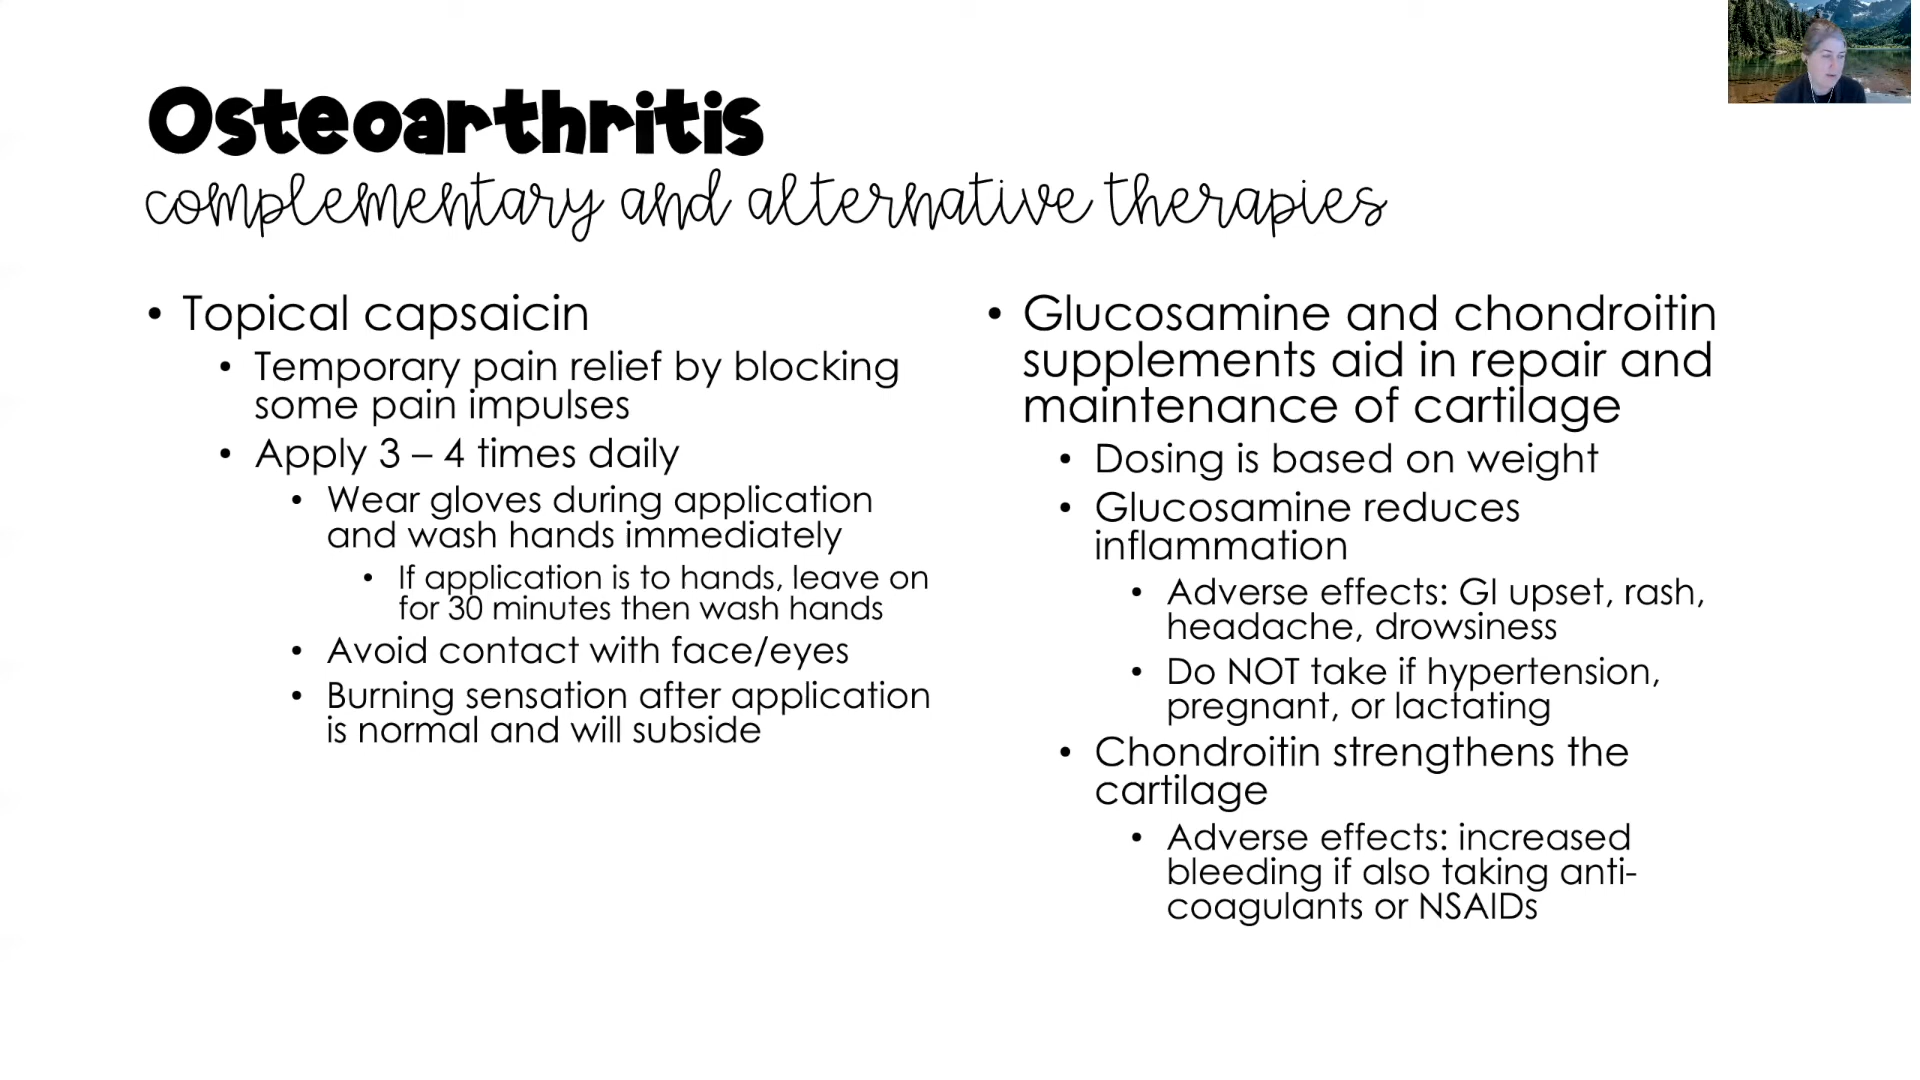 Osteoarthritis
complementary and alternative therapies
• Topical capsaicin
• Temporary pain relief by blocking
some pain impulses
• Apply 3 – 4 times daily
• Wear gloves during application
and wash hands immediately
• If application is to hands, leave on
for 30 minutes then wash hands
• Avoid contact with face/eyes
• Burning sensation after application
is normal and will subside
• Glucosamine and chondroitin
supplements aid in repair and
maintenance of cartilage
• Dosing is based on weight
• Glucosamine reduces
inflammation
• Adverse effects: GI upset, rash,
headache, drowsiness
• Do NOT take if hypertension,
pregnant, or lactating
• Chondroitin strengthens the
cartilage
• Adverse effects: increased
bleeding if also taking anti-
coagulants or NSAIDs